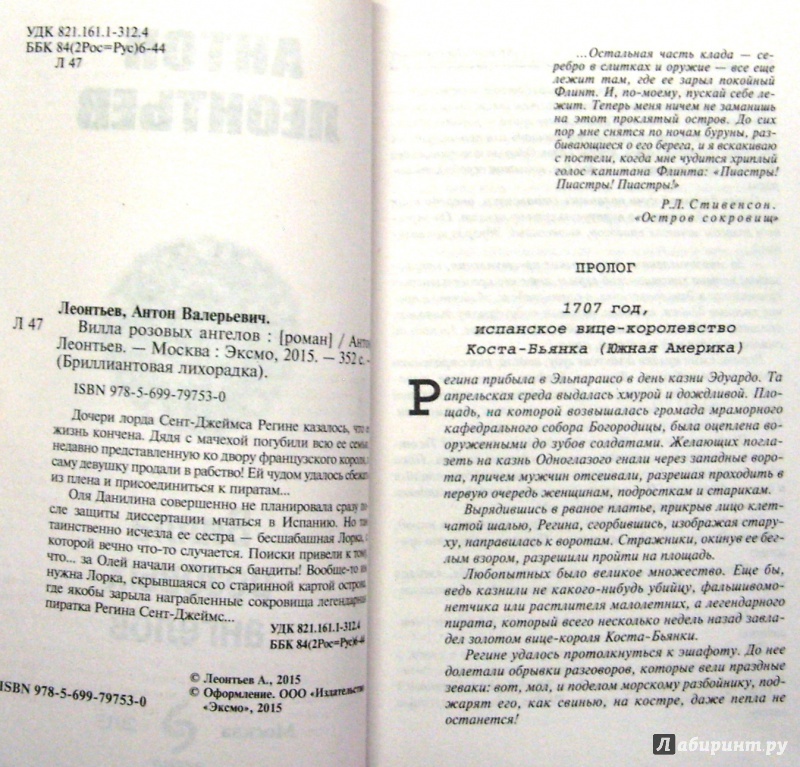 УДК 821.161.1-312.4
ББК 84(2Рос=Рус)6-44
Л 47
Леонтьев, Антон Валерьевич.
Л 47 Вилла розовых ангелов : [роман] / Антон
Леонтьев. — Москва : Эксмо, 2015. — 352 с. —
(Бриллиантовая лихорадка).
ISBN 978-5-699-79753-0
Дочери лорда Сент-Джеймса Регине казалось, что
жизнь кончена. Дядя с мачехой погубили всю ее
недавно представленную ко двору французского
саму девушку продали в рабство! Ей чудом удалось
из плена и присоединиться к пиратам...
Оля Данилина совершенно не планировала сразу
сле защиты диссертации мчаться в Испанию. Но
таинственно исчезла ее сестра — бесшабашная Лорка,
которой вечно что-то случается. Поиски привели к
что... за Олей начали охотиться бандиты! Вообще-то
нужна Лорка, скрывшаяся со старинной картой
где якобы зарыла награбленные сокровища
пиратка Регина Сент-Джеймс...
УДК 821.161.1-312.4
ББК 84(2Рос=Рус)6-44
© Леонтьев А., 2015
© Оформление. ООО «Издательство
«Эксмо», 2015
ISBN 978-5-699-79753-0
...Остальная часть клада — се-
ребро в слитках и оружие — все еще
лежит там, где ее зарыл покойный
Флинт. И, по-моему, пускай себе ле-
жит. Теперь меня ничем не заманишь
на этот проклятый остров. До сих
пор мне снятся по ночам буруны, раз-
бивающиеся о его берега, и я вскакиваю
с постели, когда мне чудится хриплый
голос капитана Флинта: «Пиастры!
Пиастры! Пиастры!»
Р.Л. Стивенсон.
«Остров сокровищ»
ПРОЛОГ
1707 год,
испанское вице-королевство
Коста-Бьянка (Южная Америка)
Регина прибыла в Эльпараисо в день казни Эдуардо. Та
апрельская среда выдалась хмурой и дождливой. Пло-
щадь, на которой возвышалась громада мраморного
кафедрального собора Богородицы, была оцеплена во-
оруженными до зубов солдатами. Желающих погла-
зеть на казнь Одноглазого гнали через западные воро-
та, причем мужчин отсеивали, разрешая проходить в
первую очередь женщинам, подросткам и старикам.
Вырядившись в рваное платье, прикрыв лицо клет-
чатой шалью, Регина, сгорбившись, изображая стару-
ху, направилась к воротам. Стражники, окинув ее бег-
лым взором, разрешили пройти на площадь.
Любопытных было великое множество. Еще бы,
ведь казнили не какого-нибудь убийцу, фальшивомо-
нетчика или растлителя малолетних, а легендарного
пирата, который всего несколько недель назад завла-
дел золотом вице-короля Коста-Бьянки.
Регине удалось протолкнуться к эшафоту. До нее
долетали обрывки разговоров, которые вели праздные
зеваки: вот, мол, и поделом морскому разбойнику, под-
жарят его, как свинью, на костре, даже пепла не
останется!
Лабиринт.ру